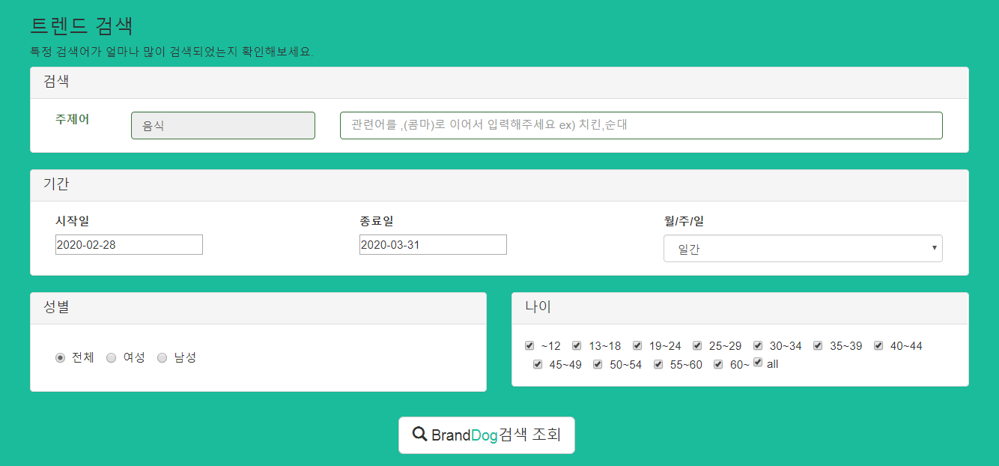 트렌드 검색
특정 검색어가 얼마나 많이 검색되었는지 확인해보세요.
검색
주제어 음식 관련어를 ,(콤마)로 이어서 입력해주세요 ex) 치킨,순대
기간
시작일 종료일 월/주/일
2020-02-28 2020-03-31 일간
성별
전체 여성 남성
나이
~12 13~18 19~24 25~29 30~34 35~39 40~44
45~49 50~54 55~60 60~ all
BrandDog검색 조회